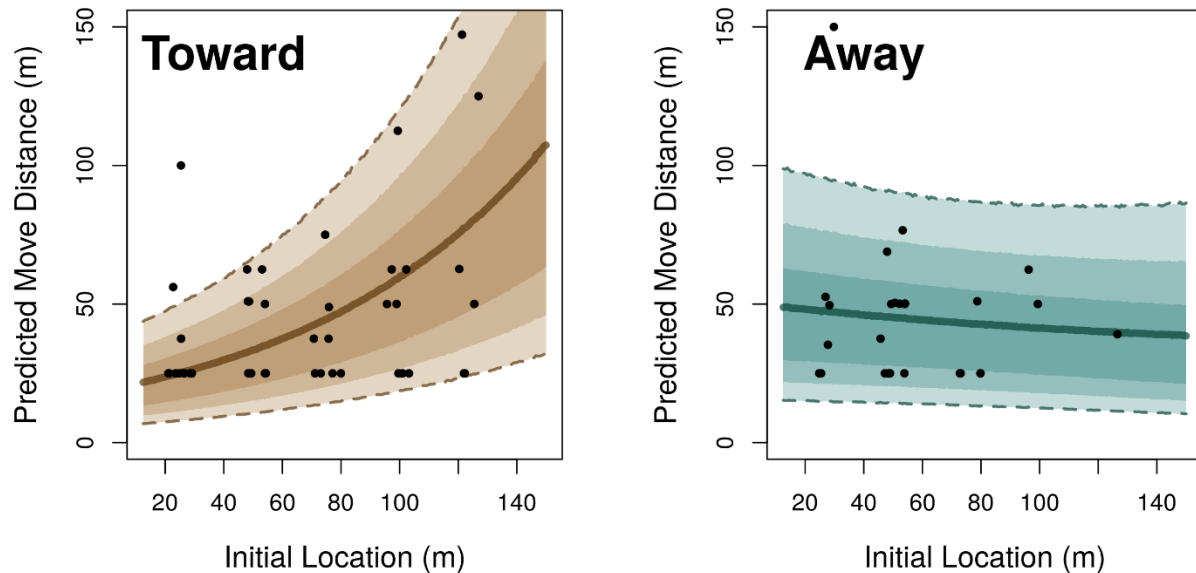 Toward
Predicted Move Distance (m)
150
100
50
0
20 40 60 80 100 140
Initial Location (m)
Away
Predicted Move Distance (m)
150
100
50
0
20 40 60 80 100 140
Initial Location (m)